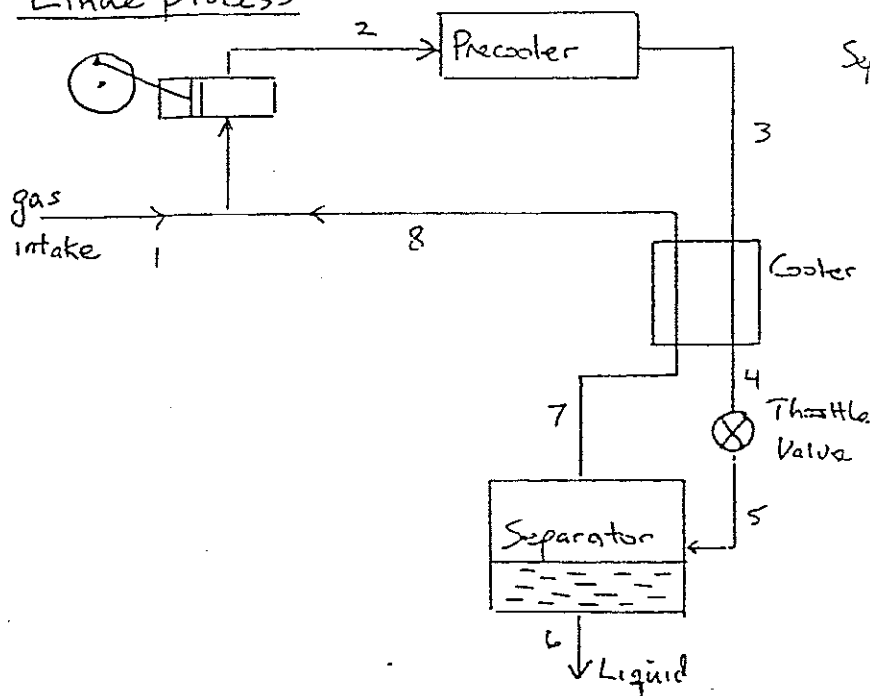 Linde process
2
Precooler
3
gas
intake
1
8
Cooler
4
Throttle
Valve
7
5
Separator
6
Liquid